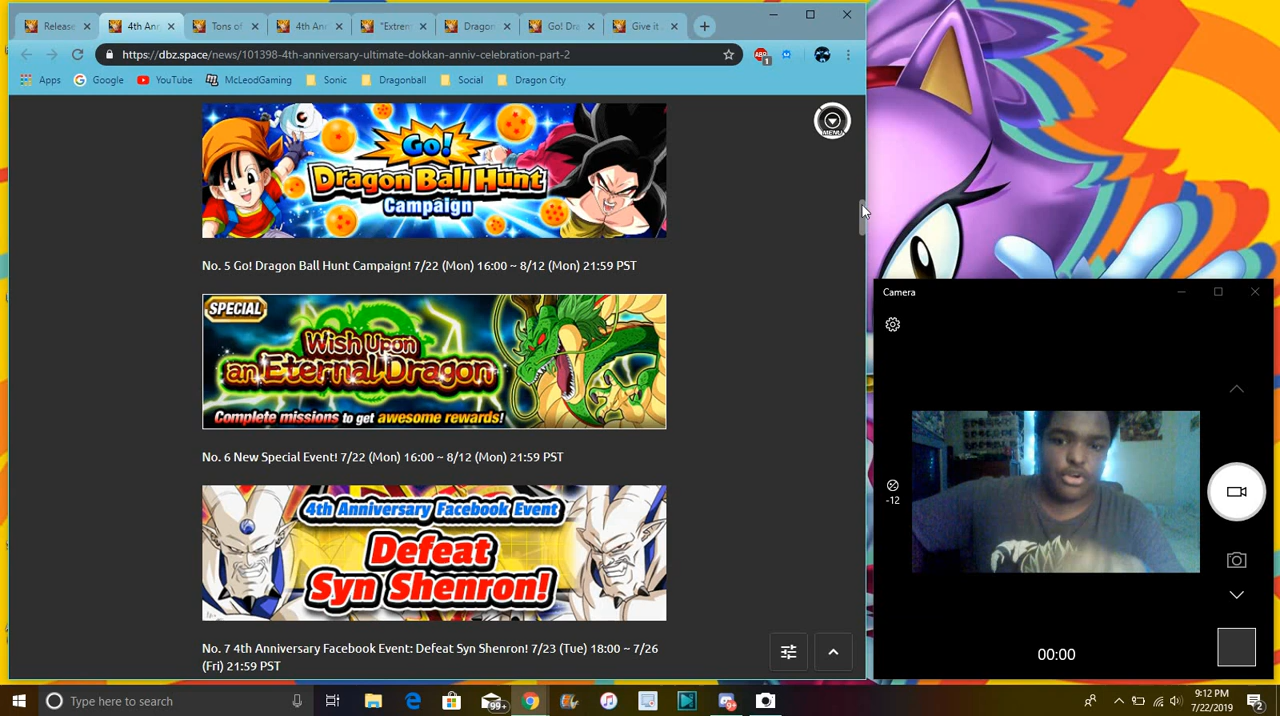 Release
4th Ann
Tons of
4th Ann
"Extrem
Dragon
Go! Dra
Give it
https://dbz.space/news/101398-4th-anniversary-ultimate-dokkan-anniv-celebration-part-2
ABP
1
Apps
Google
YouTube
McLeodGaming
Sonic
Dragonball
Social
Dragon City
Go!
Dragon Ball Hunt
Campaign
MENU
No. 5 Go! Dragon Ball Hunt Campaign! 7/22 (Mon) 16:00 ~ 8/12 (Mon) 21:59 PST
SPECIAL
Wish Upon
an Eternal Dragon
Complete missions to get awesome rewards!
No. 6 New Special Event! 7/22 (Mon) 16:00 ~ 8/12 (Mon) 21:59 PST
4th Anniversary Facebook Event
Defeat
Syn Shenron!
No. 7 4th Anniversary Facebook Event: Defeat Syn Shenron! 7/23 (Tue) 18:00 ~ 7/26
(Fri) 21:59 PST
Camera
-12
00:00
Type here to search
99+
9+
9:12 PM
7/22/2019
2